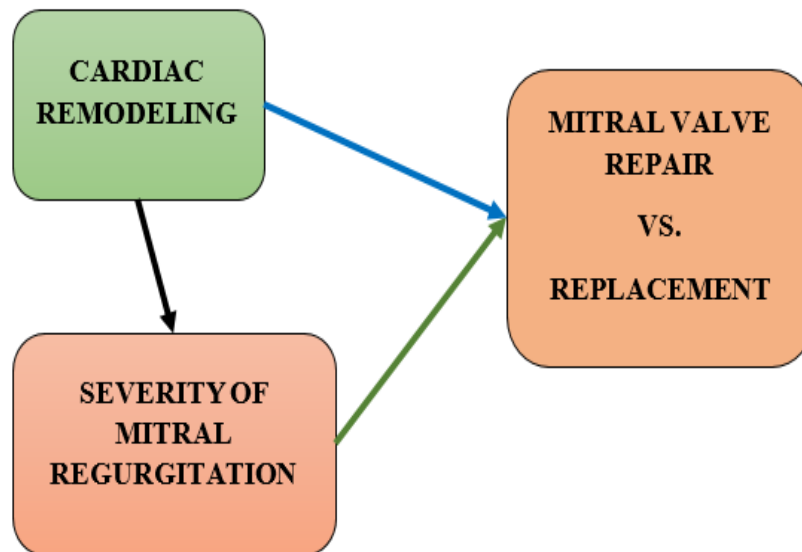 CARDIAC
REMODELING
MITRAL VALVE
REPAIR
VS.
REPLACEMENT
SEVERITY OF
MITRAL
REGURGITATION